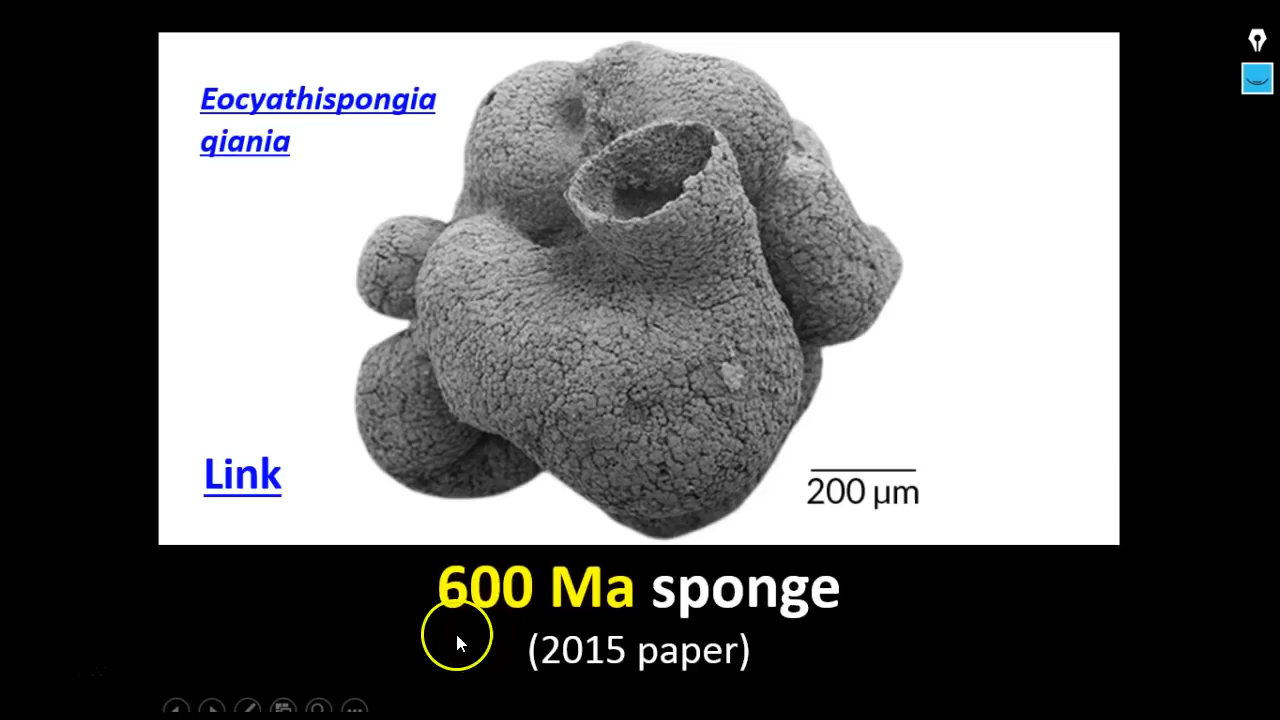 Eocyathispongia
qiania
Link
200 µm
600 Ma sponge
(2015 paper)